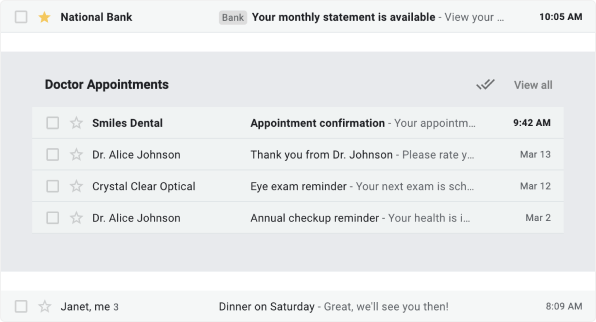 National Bank Bank Your monthly statement is available - View your ... 10:05 AM
Doctor Appointments View all
Smiles Dental Appointment confirmation - Your appointm... 9:42 AM
Dr. Alice Johnson Thank you from Dr. Johnson - Please rate y... Mar 13
Crystal Clear Optical Eye exam reminder - Your next exam is sch... Mar 12
Dr. Alice Johnson Annual checkup reminder - Your health is i... Mar 2
Janet, me 3 Dinner on Saturday - Great, we'll see you then! 8:09 AM